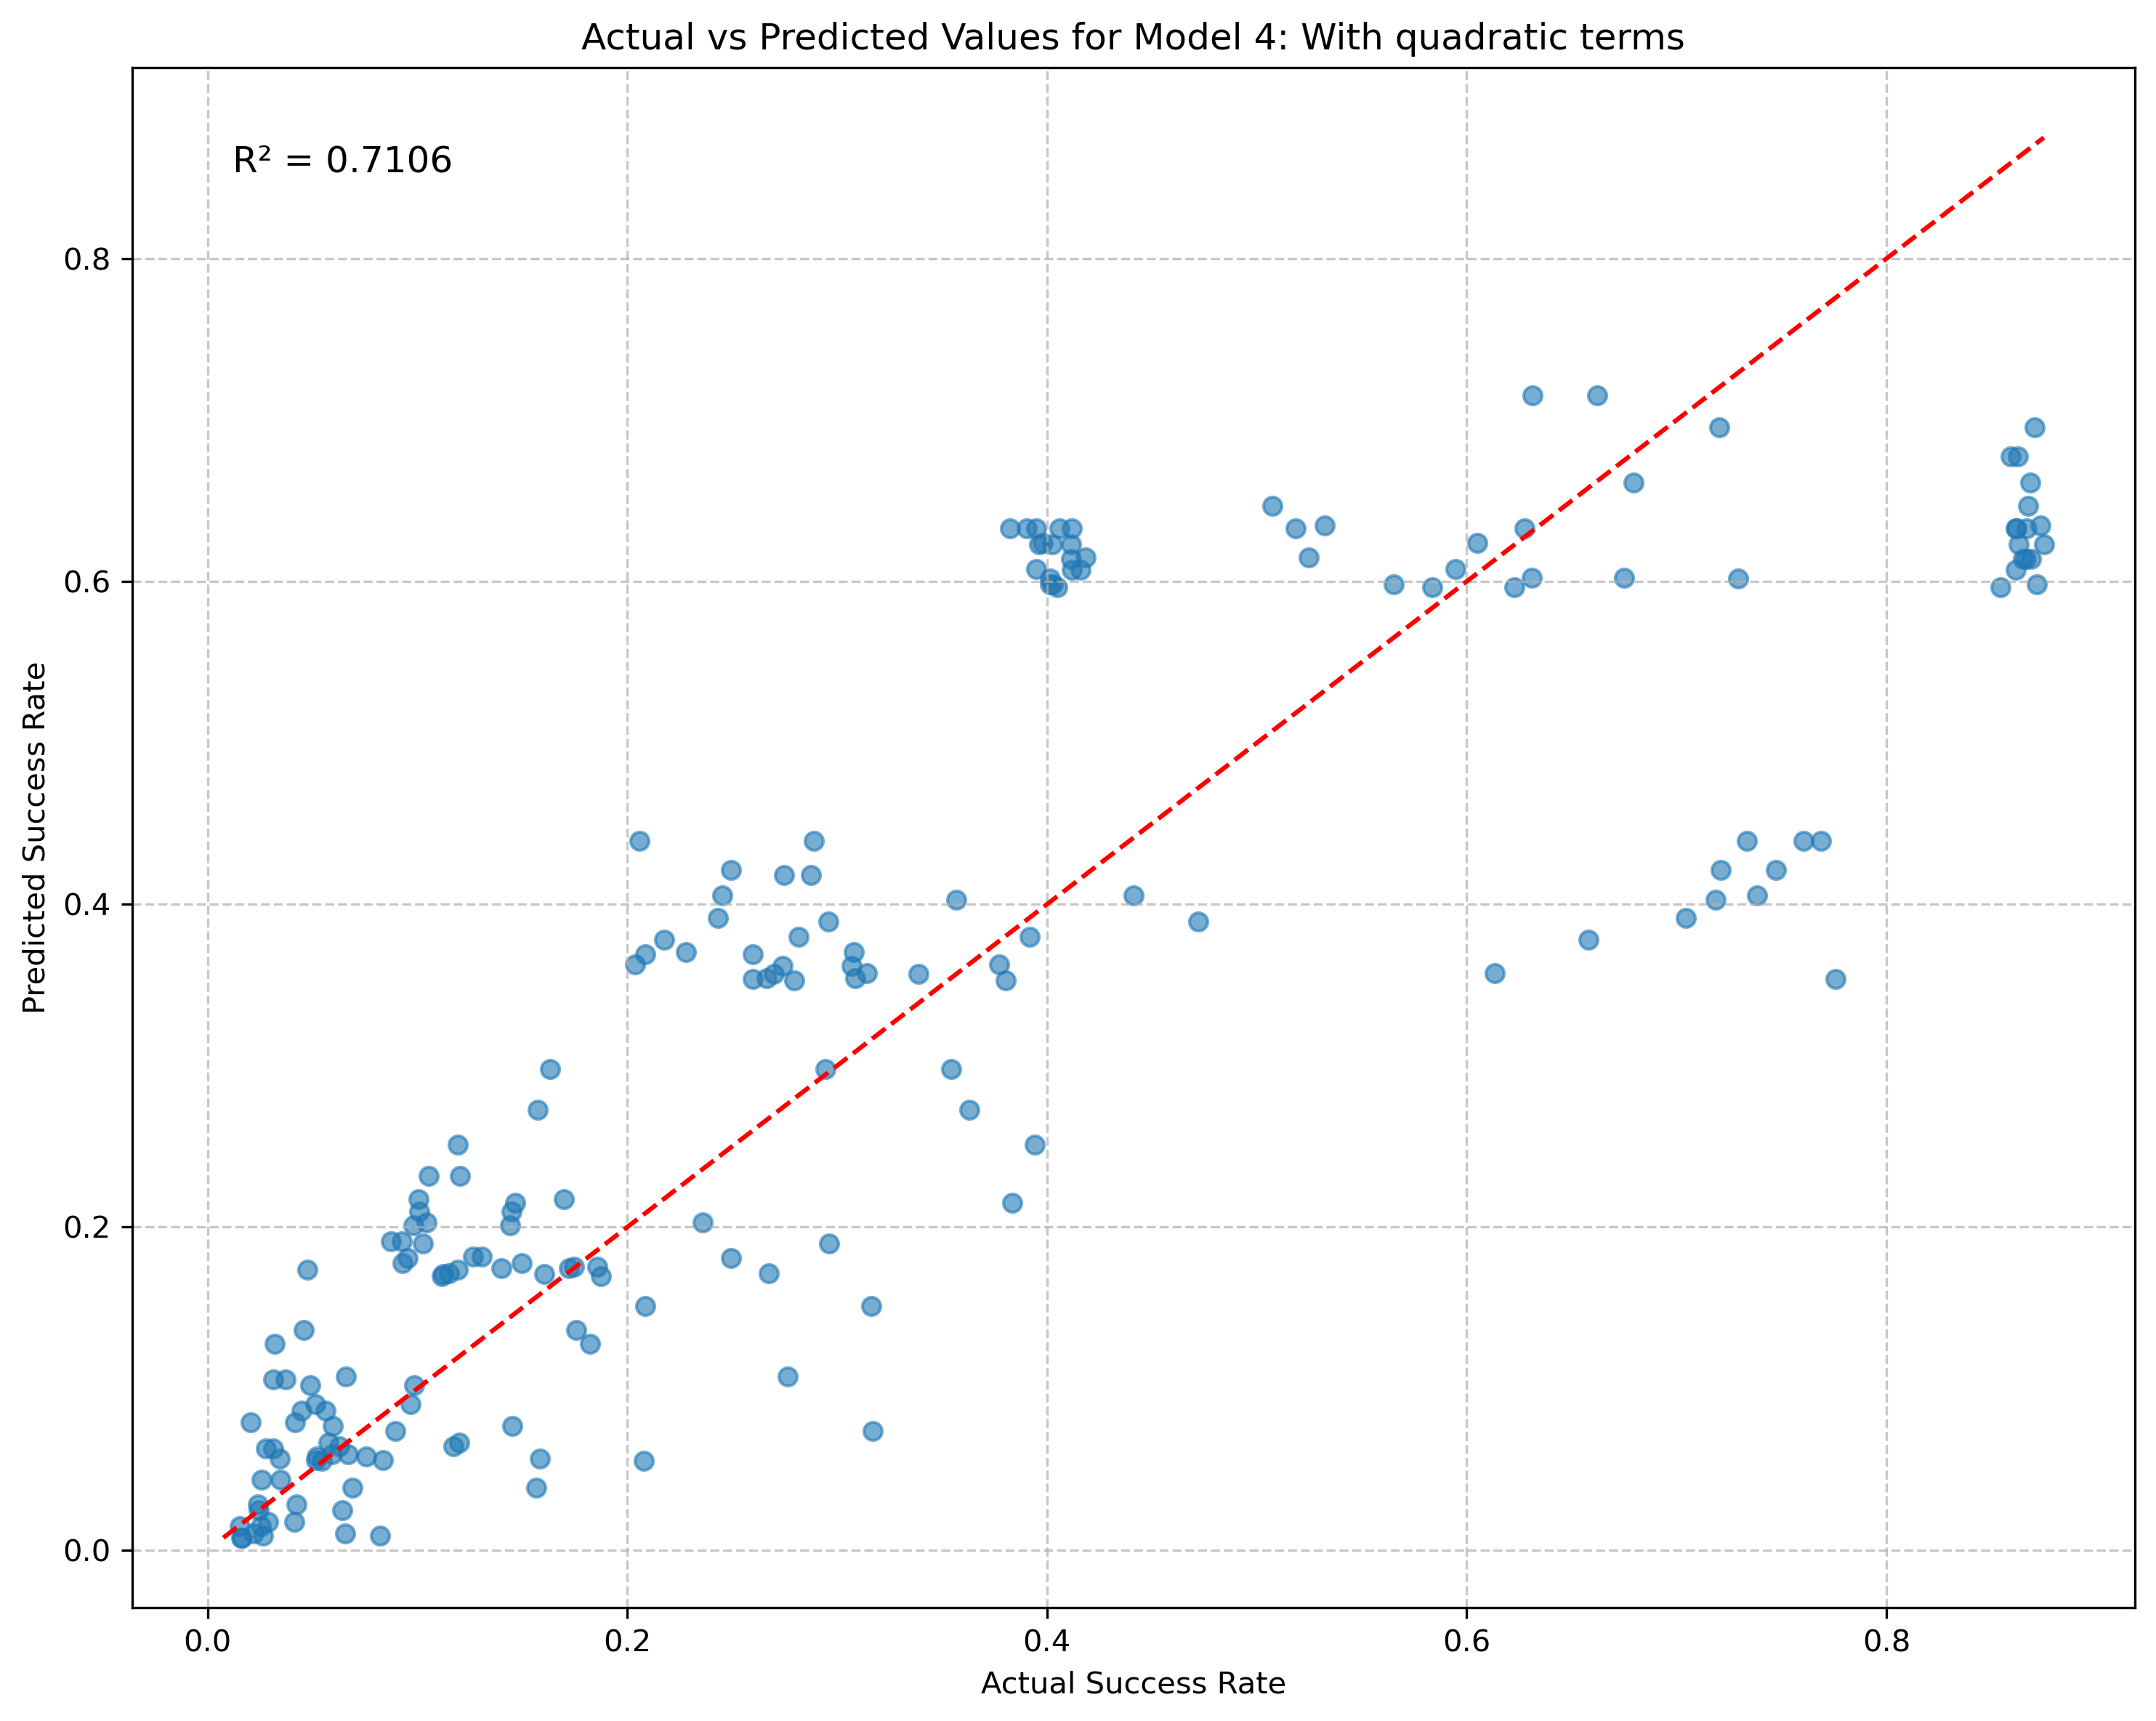 Actual vs Predicted Values for Model 4: With quadratic terms
R² = 0.7106
0.8
0.6
0.4
0.2
0.0
Predicted Success Rate
0.0 0.2 0.4 0.6 0.8
Actual Success Rate